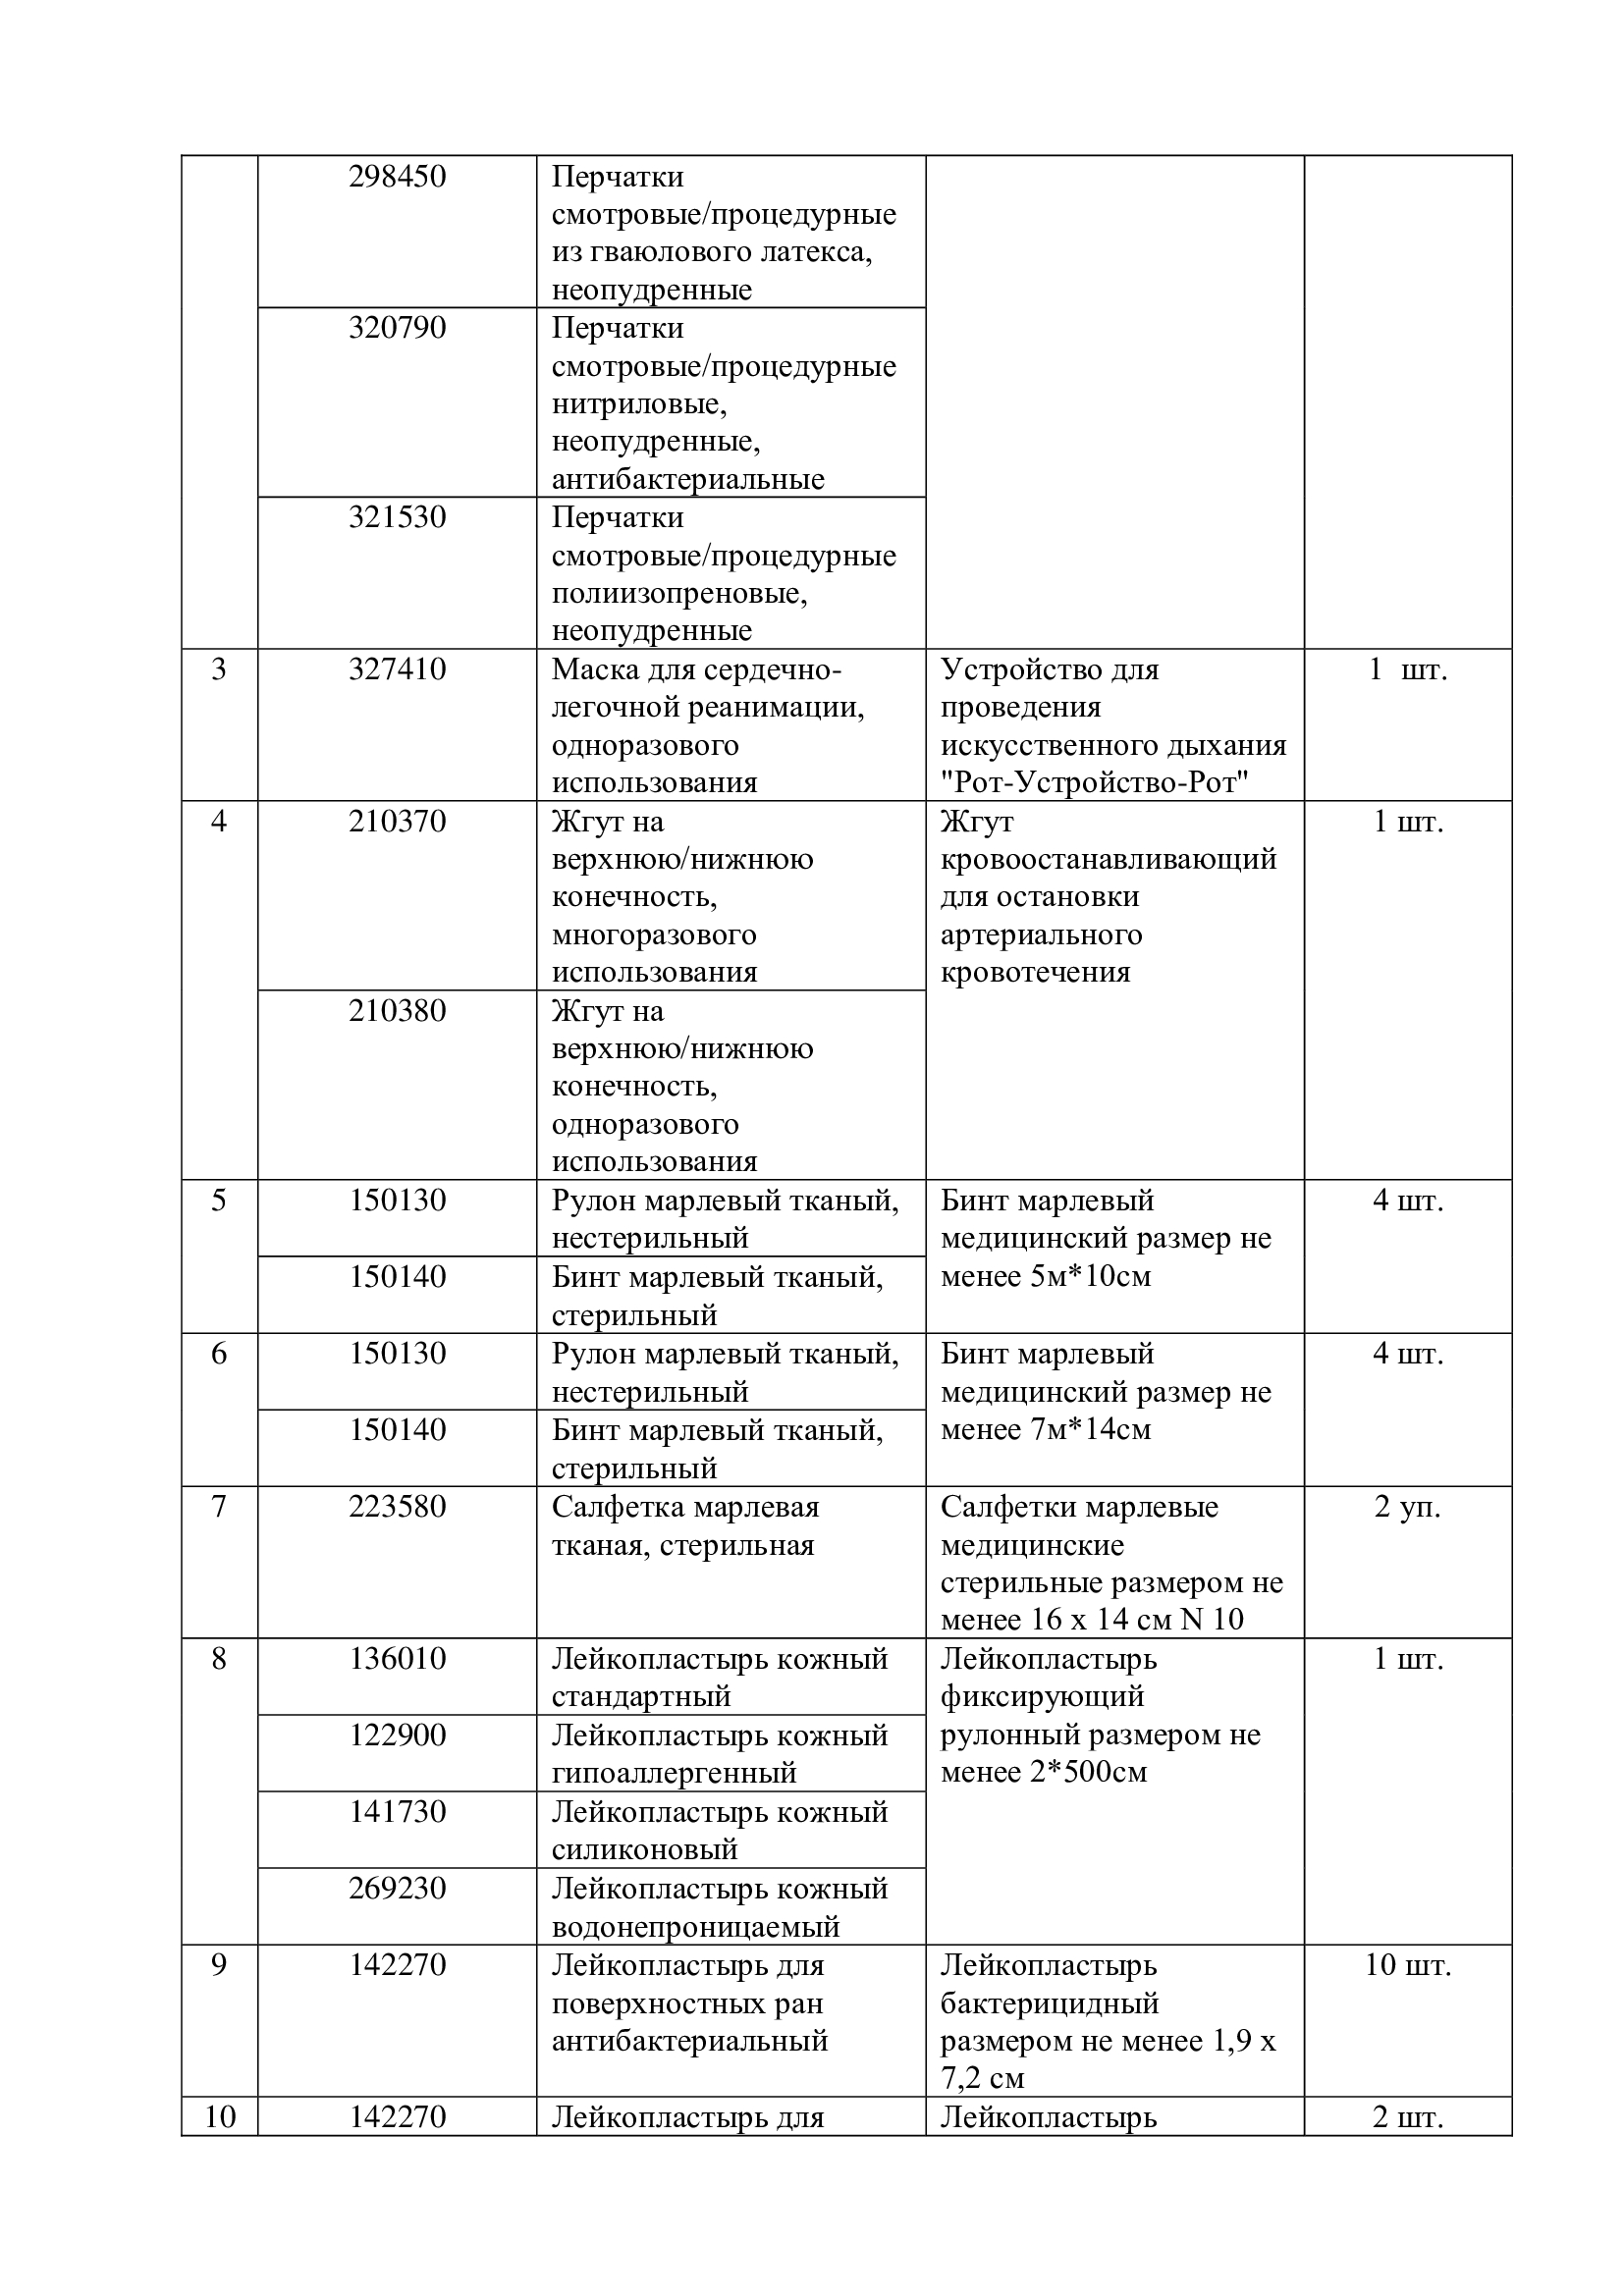 298450
Перчатки
смотровые/процедурные
из гваюлового латекса,
неопудренные
320790
Перчатки
смотровые/процедурные
нитриловые,
неопудренные,
антибактериальные
321530
Перчатки
смотровые/процедурные
полиизопреновые,
неопудренные
3
327410
Маска для сердечно-
легочной реанимации,
одноразового
использования
Устройство для
проведения
искусственного дыхания
"Рот-Устройство-Рот"
1 шт.
4
210370
Жгут на
верхнюю/нижнюю
конечность,
многоразового
использования
Жгут
кровоостанавливающий
для остановки
артериального
кровотечения
1 шт.
210380
Жгут на
верхнюю/нижнюю
конечность,
одноразового
использования
5
150130
Рулон марлевый тканый,
нестерильный
Бинт марлевый
медицинский размер не
менее 5м*10см
4 шт.
150140
Бинт марлевый тканый,
стерильный
6
150130
Рулон марлевый тканый,
нестерильный
Бинт марлевый
медицинский размер не
менее 7м*14см
4 шт.
150140
Бинт марлевый тканый,
стерильный
7
223580
Салфетка марлевая
тканая, стерильная
Салфетки марлевые
медицинские
стерильные размером не
менее 16 х 14 см N 10
2 уп.
8
136010
Лейкопластырь кожный
стандартный
Лейкопластырь
фиксирующий
рулонный размером не
менее 2*500см
1 шт.
122900
Лейкопластырь кожный
гипоаллергенный
141730
Лейкопластырь кожный
силиконовый
269230
Лейкопластырь кожный
водонепроницаемый
9
142270
Лейкопластырь для
поверхностных ран
антибактериальный
Лейкопластырь
бактерицидный
размером не менее 1,9 х
7,2 см
10 шт.
10
142270
Лейкопластырь для
Лейкопластырь
2 шт.